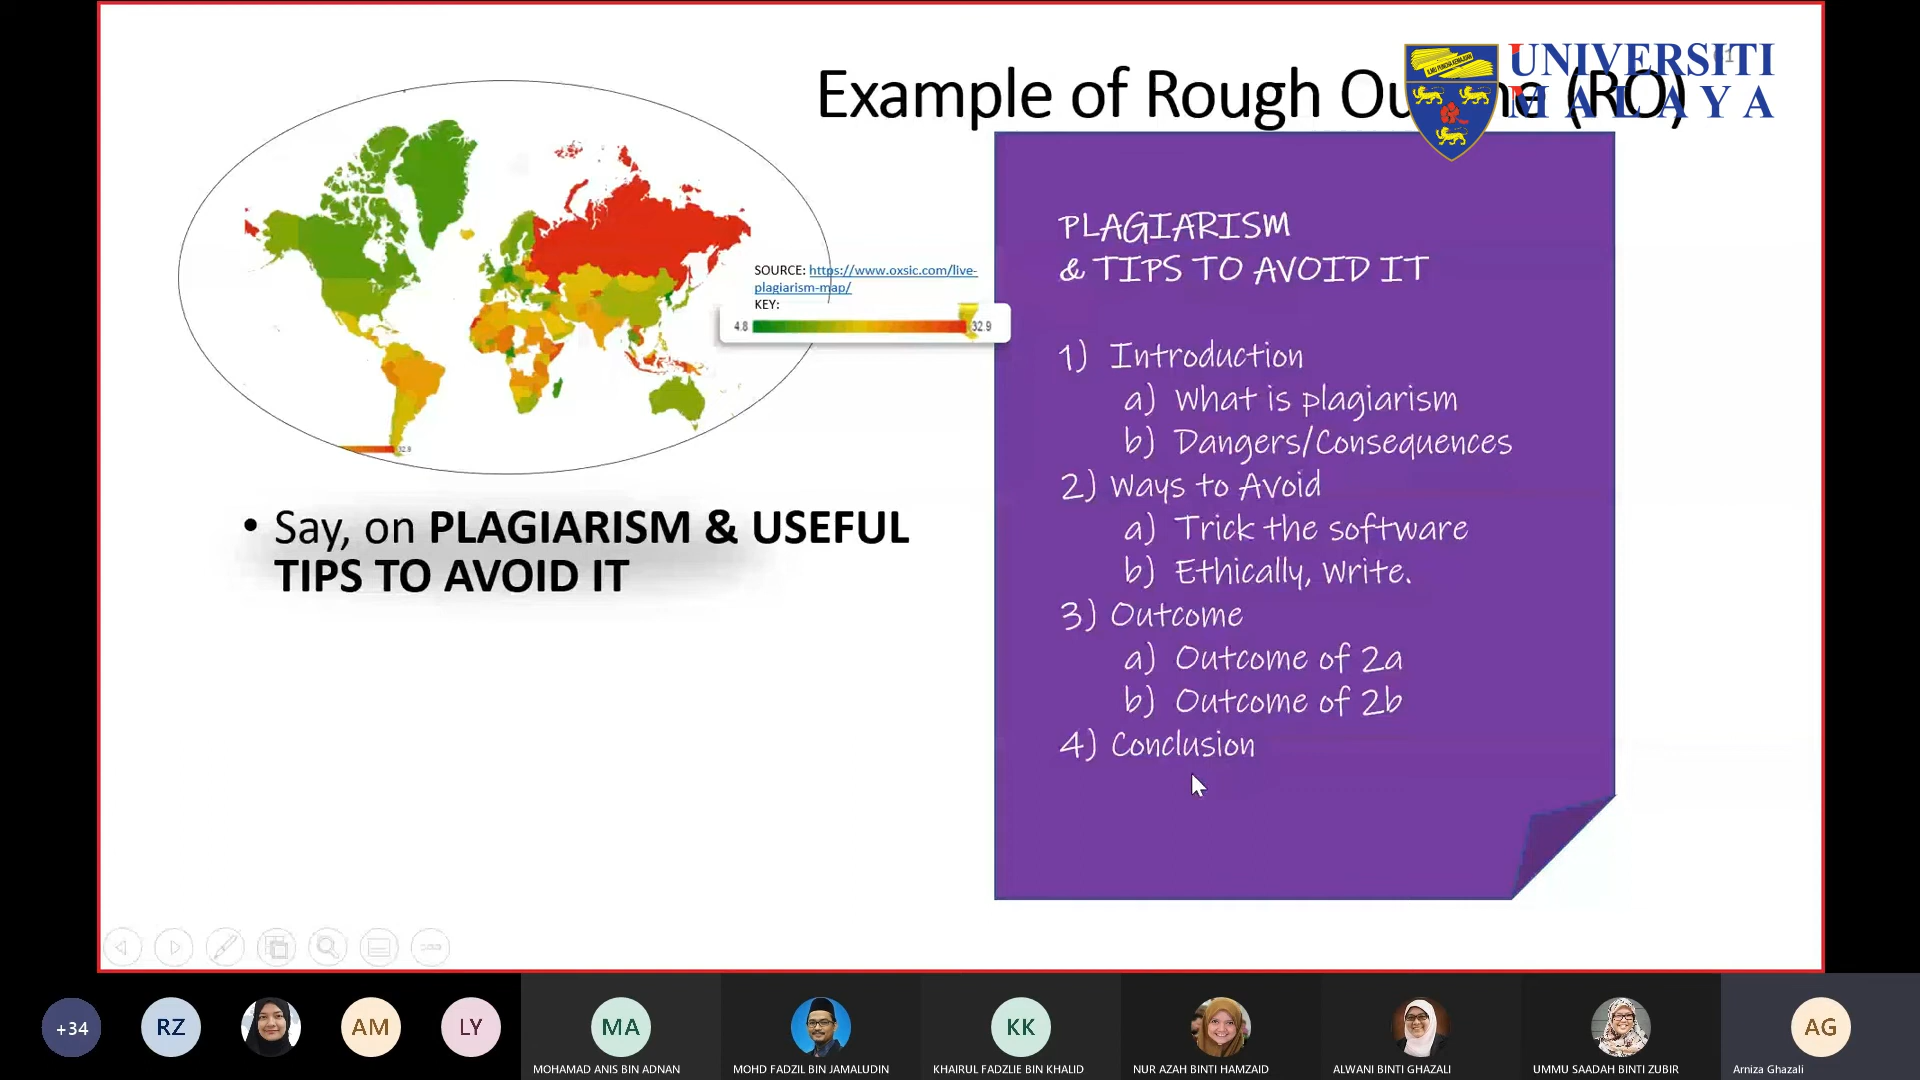 Example of Rough Ou
(RO)
UNIVERSITI
MALAYA
SOURCE: https://www.oxsic.com/live-
plagiarism-map/
KEY:
4.8
32.9
• Say, on PLAGIARISM & USEFUL
TIPS TO AVOID IT
PLAGIARISM
& TIPS TO AVOID IT
1) Introduction
a) What is plagiarism
b) Dangers/Consequences
2) Ways to Avoid
a) Trick the software
b) Ethically, Write.
3) Outcome
a) Outcome of 2a
b) Outcome of 2b
4) Conclusion
+34
RZ
AM
LY
MA
KK
AG
MOHAMAD ANIS BIN ADNAN
MOHD FADZIL BIN JAMALUDIN
KHAIRUL FADZLIE BIN KHALID
NUR AZAH BINTI HAMZAID
ALWANI BINTI GHAZALI
UMMU SAADAH BINTI ZUBIR
Arniza Ghazali